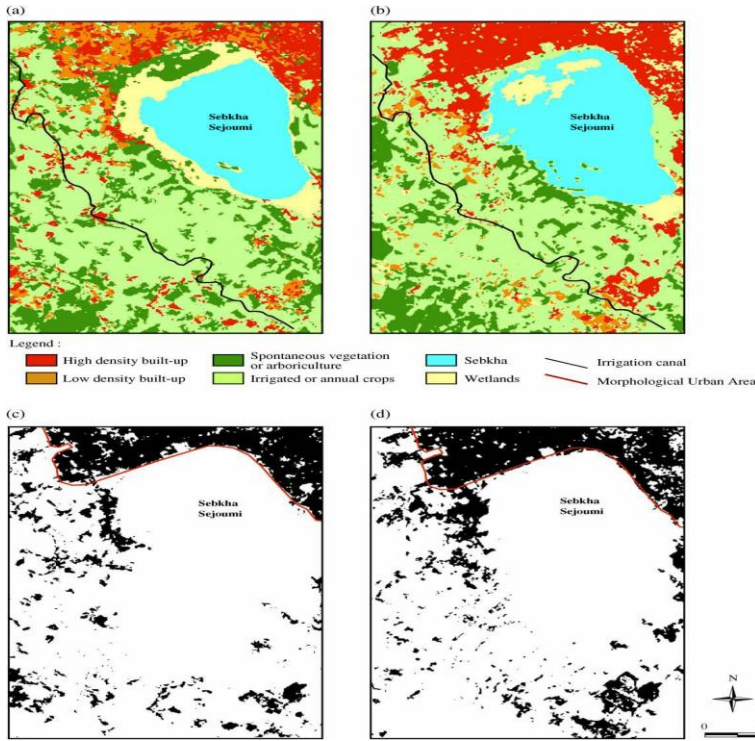 (a)
(b)
Sebkha
Sejoumi
Sebkha
Sejoumi
Legend :
High density built-up
Spontaneous vegetation
or arboriculture
Sebkha
Irrigation canal
Low density built-up
Irrigated or annual crops
Wetlands
Morphological Urban Area
(c)
(d)
Sebkha
Sejoumi
Sebkha
Sejoumi
N
0